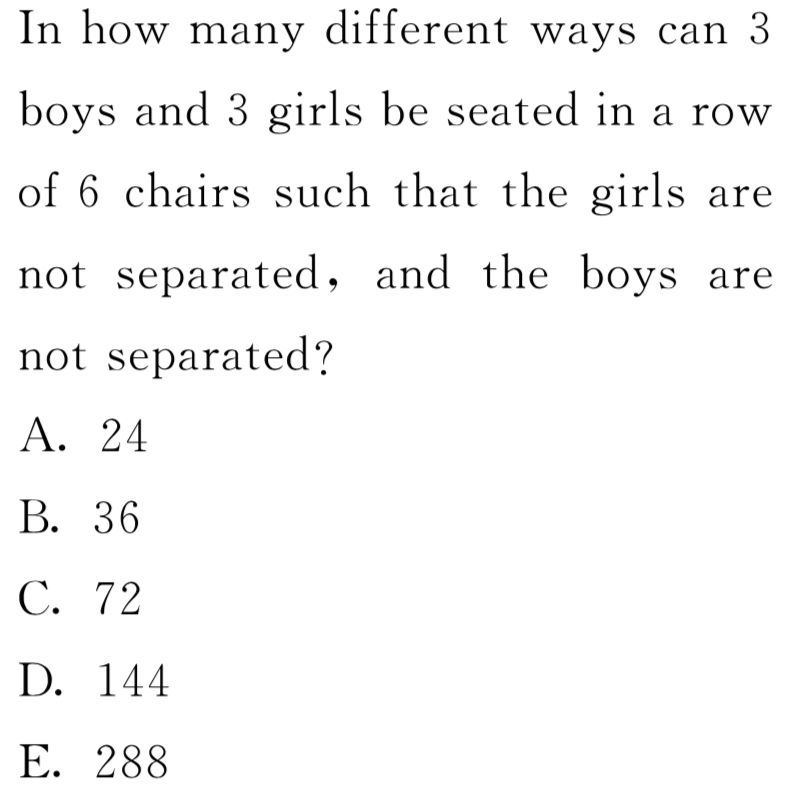 In how many different ways can 3
boys and 3 girls be seated in a row
of 6 chairs such that the girls are
not separated, and the boys are
not separated?
A. 24
B. 36
C. 72
D. 144
E. 288